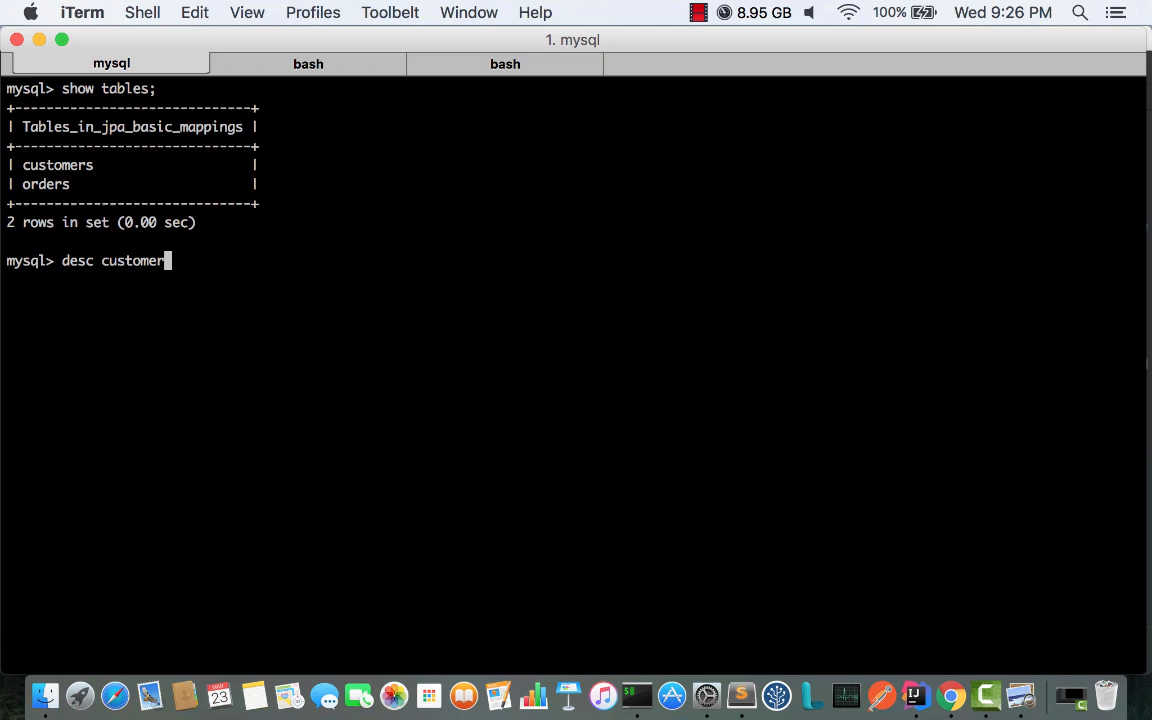 iTerm Shell Edit View Profiles Toolbelt Window Help 8.95 GB 100% Wed 9:26 PM
1. mysql
mysql bash bash
mysql> show tables;
+------------------------------+
| Tables_in_jpa_basic_mappings |
+------------------------------+
| customers |
| orders |
+------------------------------+
2 rows in set (0.00 sec)
mysql> desc customer
23